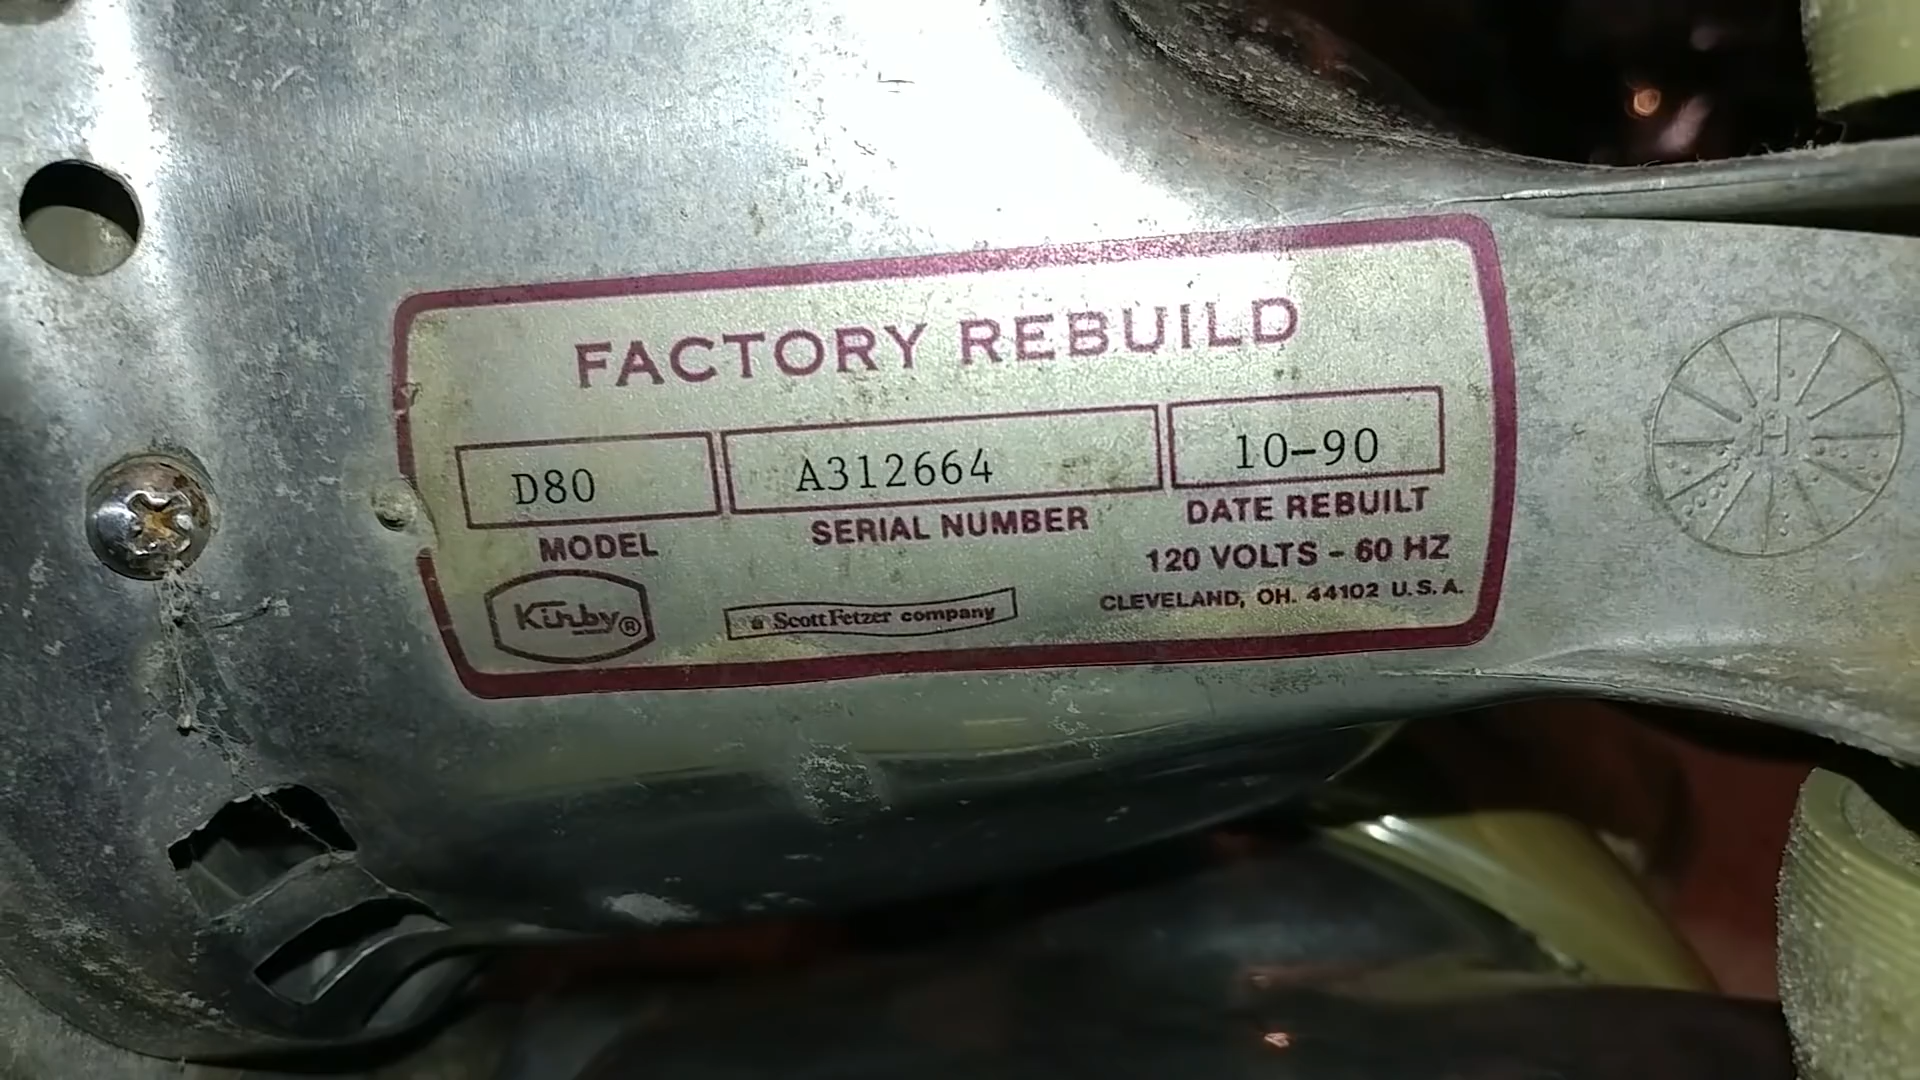 FACTORY REBUILD
D80 A312664 10-90
MODEL SERIAL NUMBER DATE REBUILT
120 VOLTS - 60 HZ
Kirby® a Scott Fetzer company CLEVELAND, OH. 44102 U.S.A.
H